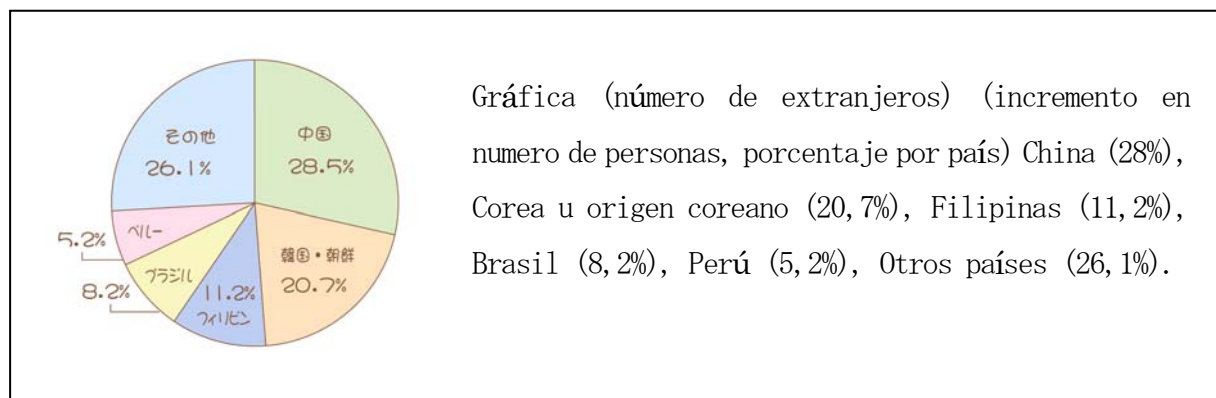 その他
26.1%
中国
28.5%
ペルー
5.2%
ブラジル
8.2%
11.2%
フィリピン
韓国・朝鮮
20.7%
Gráfica (número de extranjeros) (incremento en
numero de personas, porcentaje por país) China (28%),
Corea u origen coreano (20,7%), Filipinas (11,2%),
Brasil (8,2%), Perú (5,2%), Otros países (26,1%).